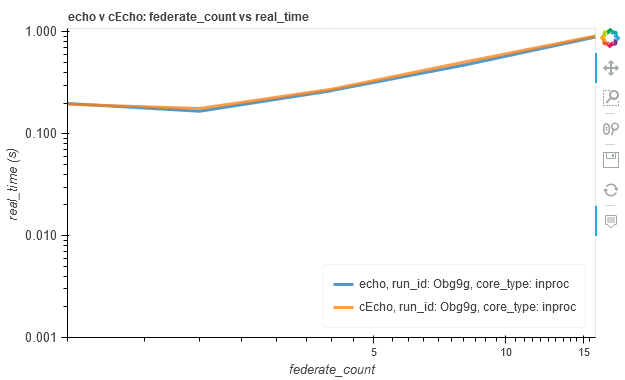 echo v cEcho: federate_count vs real_time
1.000
0.100
0.010
0.001
real_time (s)
echo, run_id: Obg9g, core_type: inproc
cEcho, run_id: Obg9g, core_type: inproc
5
10
15
federate_count